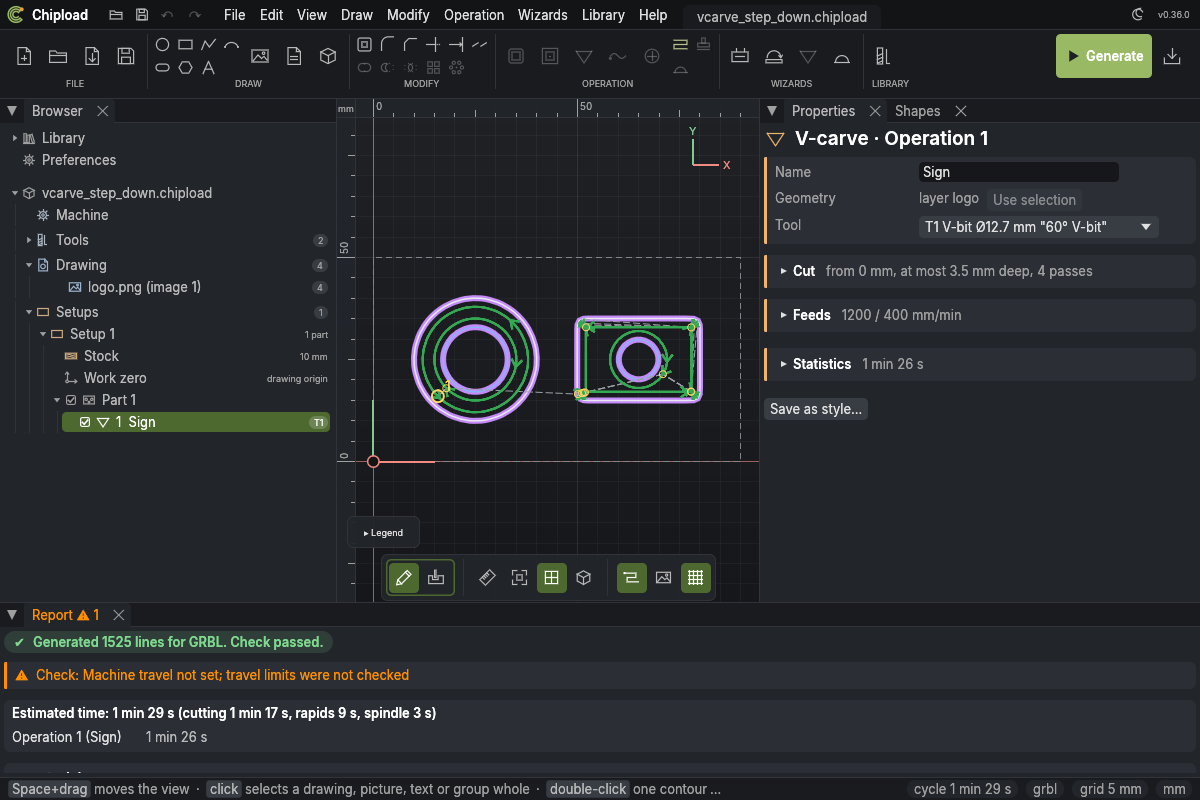 Chipload
File Edit View Draw Modify Operation Wizards Library Help
vcarve_step_down.chipload
v0.36.0
FILE
DRAW
MODIFY
OPERATION
WIZARDS
LIBRARY
Generate
Browser
Library
Preferences
vcarve_step_down.chipload
Machine
Tools 2
Drawing 4
logo.png (image 1) 4
Setups 1
Setup 1 1 part
Stock 10 mm
Work zero drawing origin
Part 1
1 Sign T1
mm
0
50
50
0
Y
X
1
Legend
Properties
Shapes
V-carve · Operation 1
Name Sign
Geometry layer logo Use selection
Tool T1 V-bit Ø12.7 mm "60° V-bit"
Cut from 0 mm, at most 3.5 mm deep, 4 passes
Feeds 1200 / 400 mm/min
Statistics 1 min 26 s
Save as style...
Report 1
Generated 1525 lines for GRBL. Check passed.
Check: Machine travel not set; travel limits were not checked
Estimated time: 1 min 29 s (cutting 1 min 17 s, rapids 9 s, spindle 3 s)
Operation 1 (Sign) 1 min 26 s
Space+drag moves the view · click selects a drawing, picture, text or group whole · double-click one contour ...
cycle 1 min 29 s grbl grid 5 mm mm